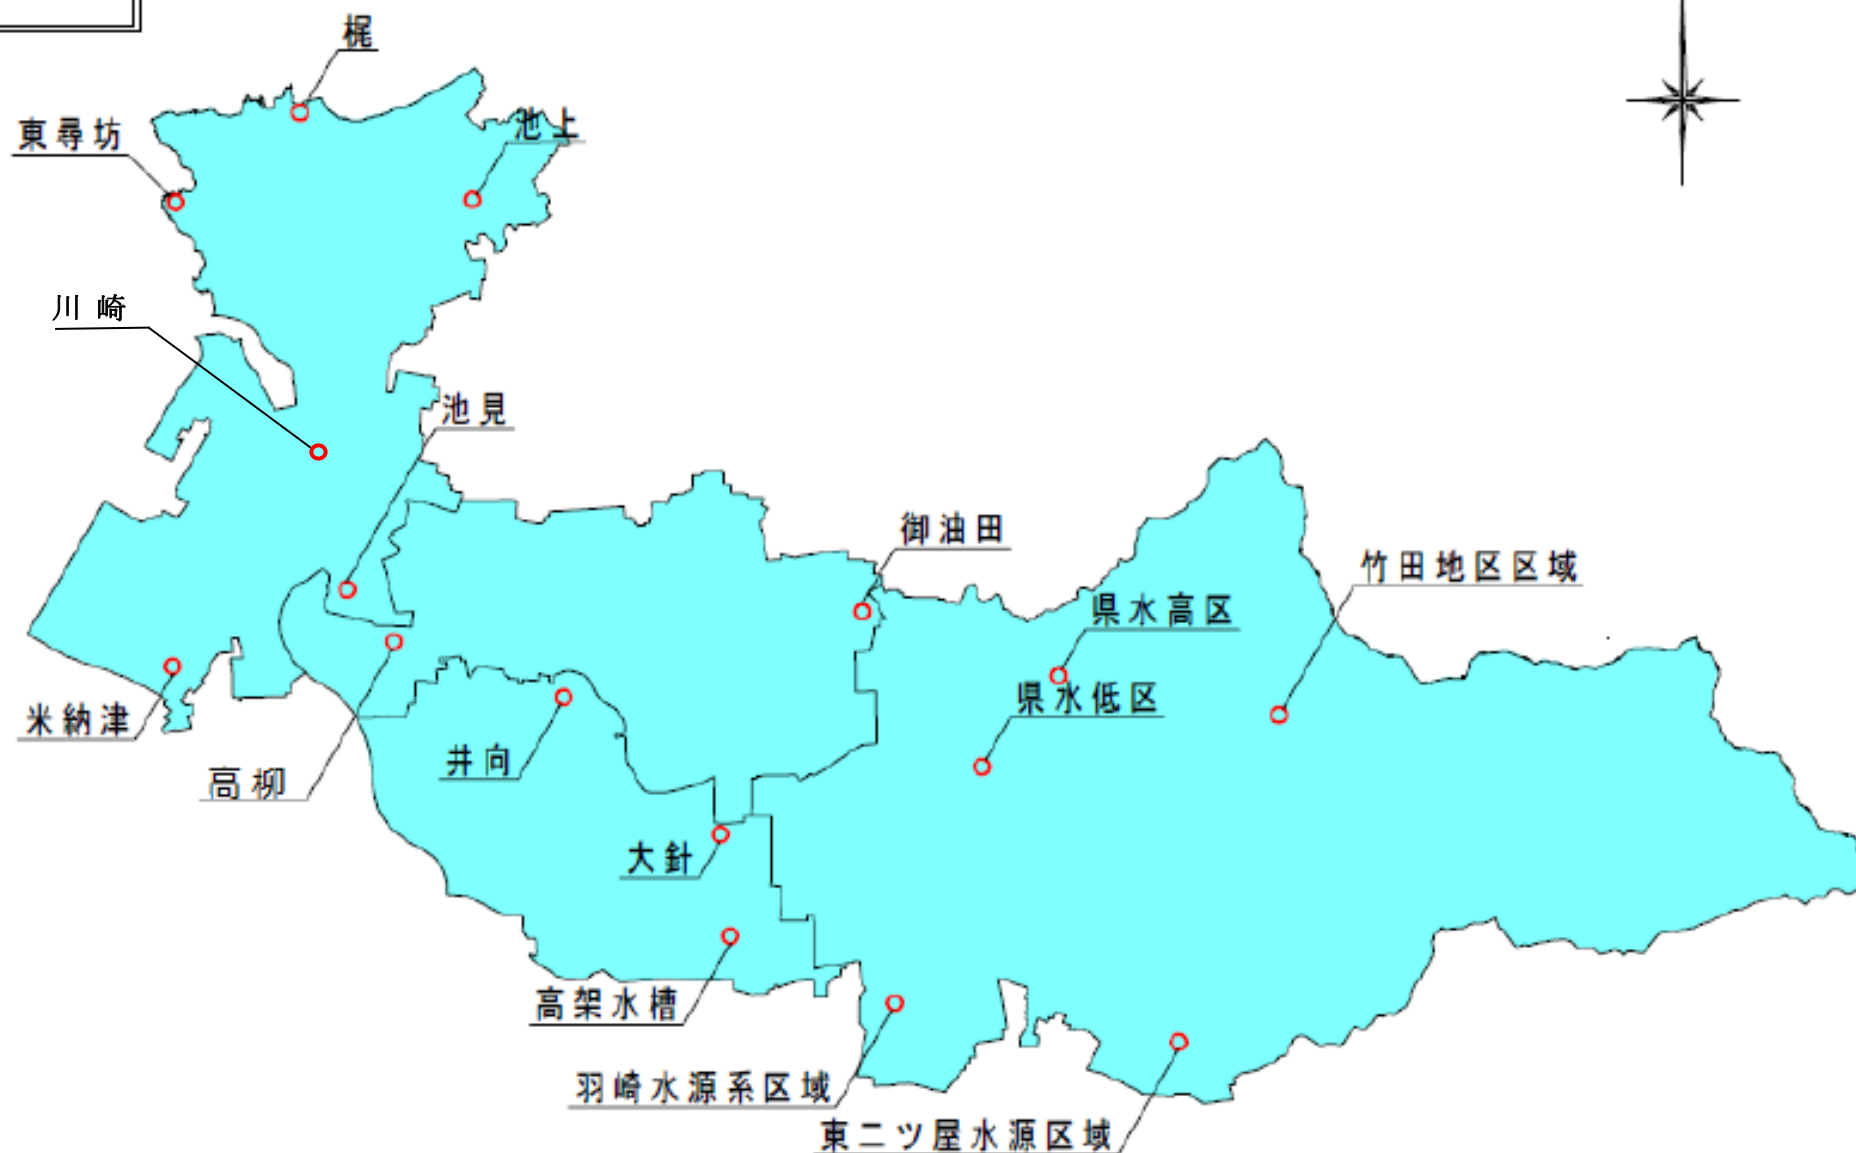 梶
東尋坊
池上
川崎
池見
御油田
竹田地区区域
県水高区
県水低区
米納津
高柳
井向
大針
高架水槽
羽崎水源系区域
東二ツ屋水源区域